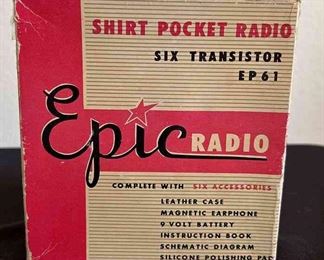 SHIRT POCKET RADIO
SIX TRANSISTOR
EP61
Epic RADIO
COMPLETE WITH SIX ACCESSORIES
LEATHER CASE
MAGNETIC EARPHONE
9 VOLT BATTERY
INSTRUCTION BOOK
SCHEMATIC DIAGRAM
SILICONE POLISHING PAD